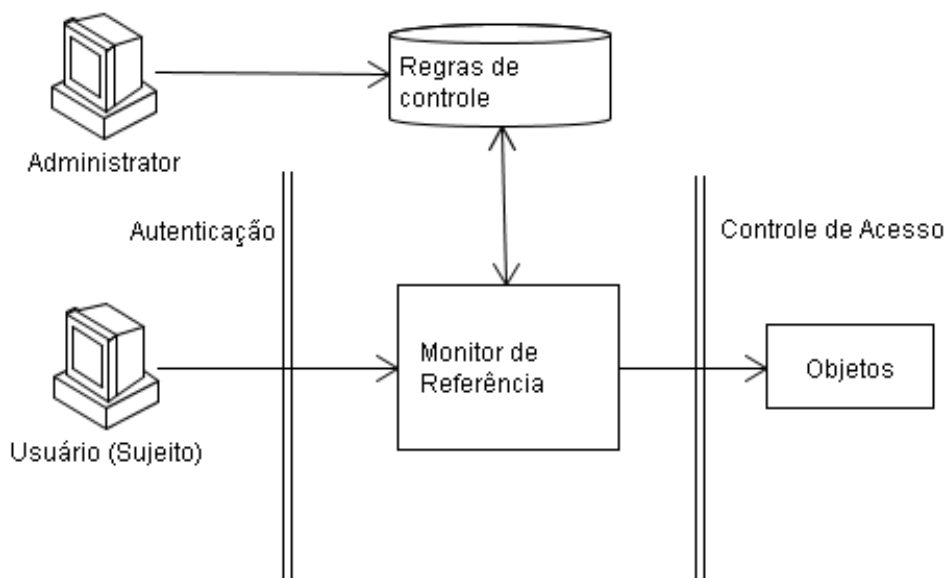 Regras de
controle
Administrator
Autenticação
Controle de Acesso
Monitor de
Referência
Objetos
Usuário (Sujeito)